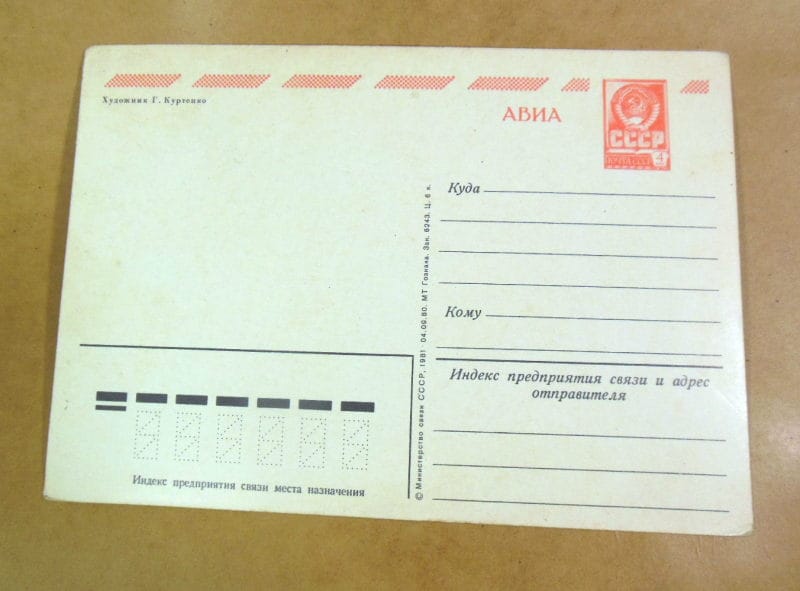 Художник Г. Куртенко
АВИА
СССР
ПОЧТА СССР 4
Куда
Кому
© Министерство связи СССР, 1981 · 04.09.80. МТ Гознака. Зак. 6243. Ц. 6 к.
Индекс предприятия связи и адрес
отправителя
Индекс предприятия связи места назначения